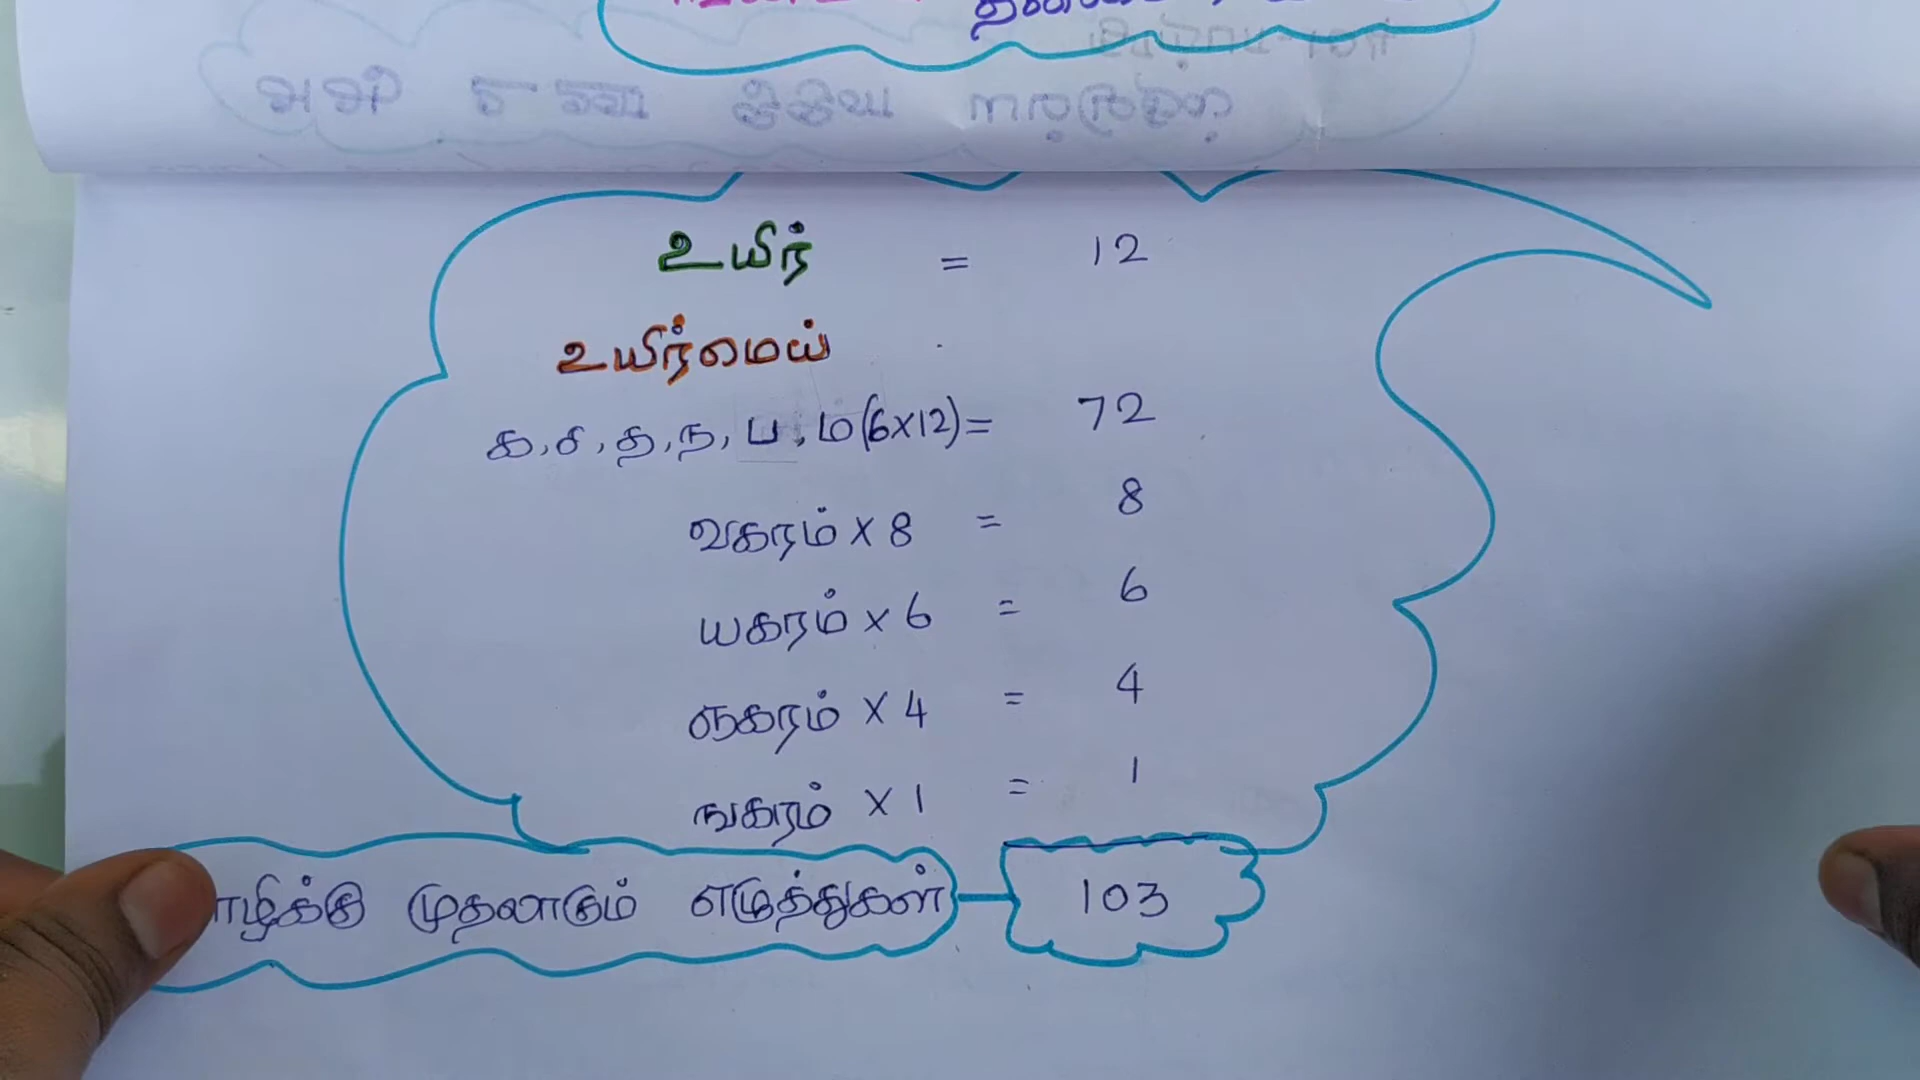 உயிர் = 12
உயிர்மெய்
க,ச,த,ந,ப,ம(6x12)= 72
வகரம் x 8 = 8
யகரம் x 6 = 6
ஞகரம் x 4 = 4
ஙகரம் x 1 = 1
ழிக்கு முதலாகும் எழுத்துகள் 103